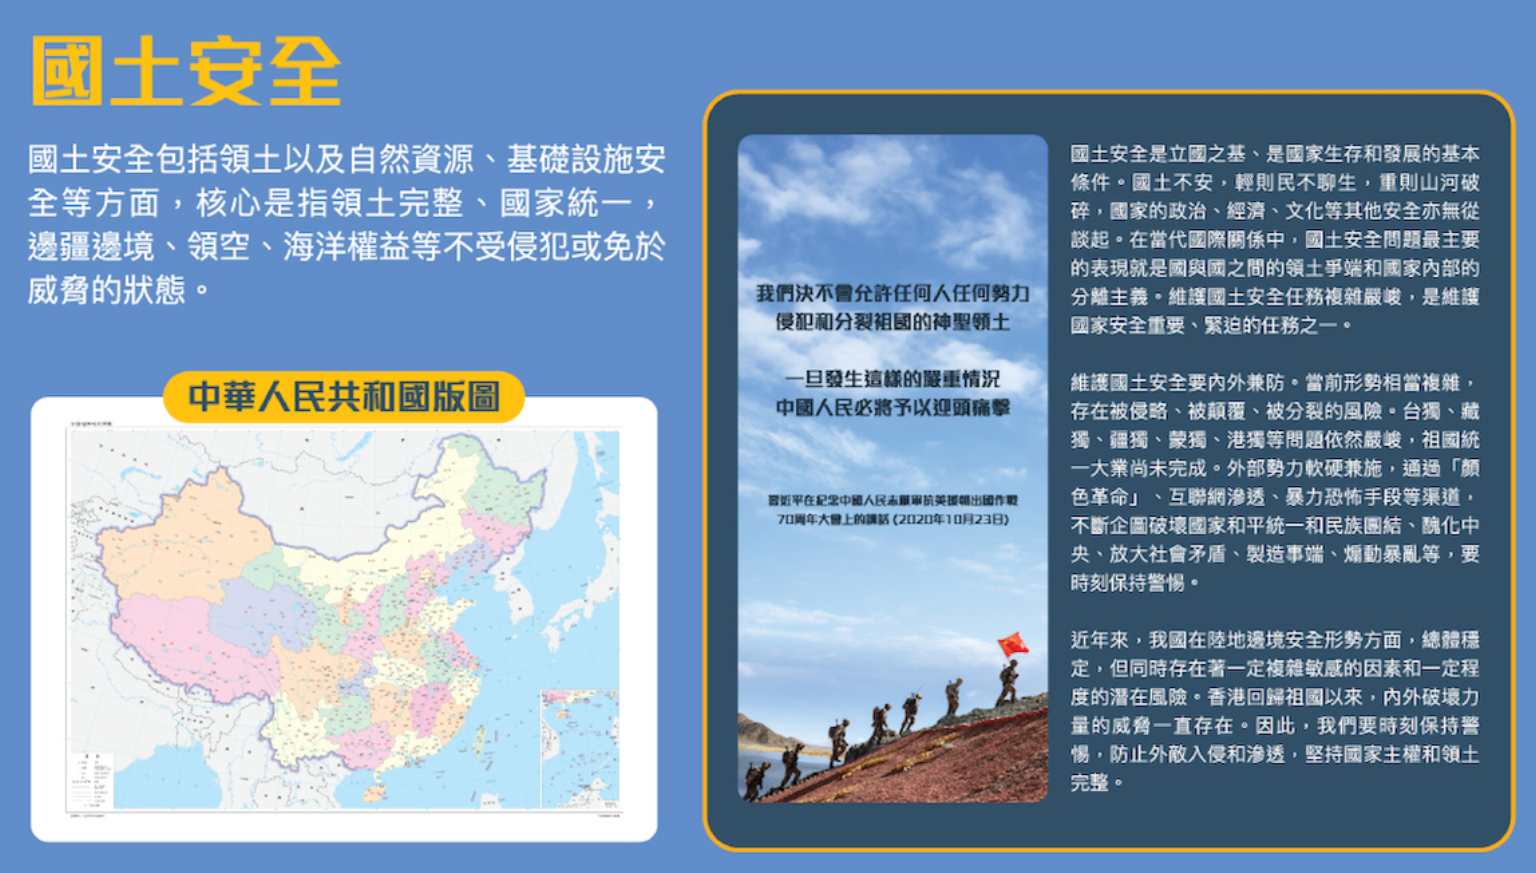 國土安全
國土安全包括領土以及自然資源、基礎設施安
全等方面，核心是指領土完整、國家統一，
邊疆邊境、領空、海洋權益等不受侵犯或免於
威脅的狀態。
中華人民共和國版圖
我們決不會允許任何人任何勢力
侵犯和分裂祖國的神聖領土
一旦發生這樣的嚴重情況
中國人民必將予以迎頭痛擊
習近平在紀念中國人民志願軍抗美援朝出國作戰
70周年大會上的講話 (2020年10月23日)
國土安全是立國之基、是國家生存和發展的基本
條件。國土不安，輕則民不聊生，重則山河破
碎，國家的政治、經濟、文化等其他安全亦無從
談起。在當代國際關係中，國土安全問題最主要
的表現就是國與國之間的領土爭端和國家內部的
分離主義。維護國土安全任務複雜嚴峻，是維護
國家安全重要、緊迫的任務之一。
維護國土安全要內外兼防。當前形勢相當複雜，
存在被侵略、被顛覆、被分裂的風險。台獨、藏
獨、疆獨、蒙獨、港獨等問題依然嚴峻，祖國統
一大業尚未完成。外部勢力軟硬兼施，通過「顏
色革命」、互聯網滲透、暴力恐怖手段等渠道，
不斷企圖破壞國家和平統一和民族團結、醜化中
央、放大社會矛盾、製造事端、煽動暴亂等，要
時刻保持警惕。
近年來，我國在陸地邊境安全形勢方面，總體穩
定，但同時存在著一定複雜敏感的因素和一定程
度的潛在風險。香港回歸祖國以來，內外破壞力
量的威脅一直存在。因此，我們要時刻保持警
惕，防止外敵入侵和滲透，堅持國家主權和領土
完整。